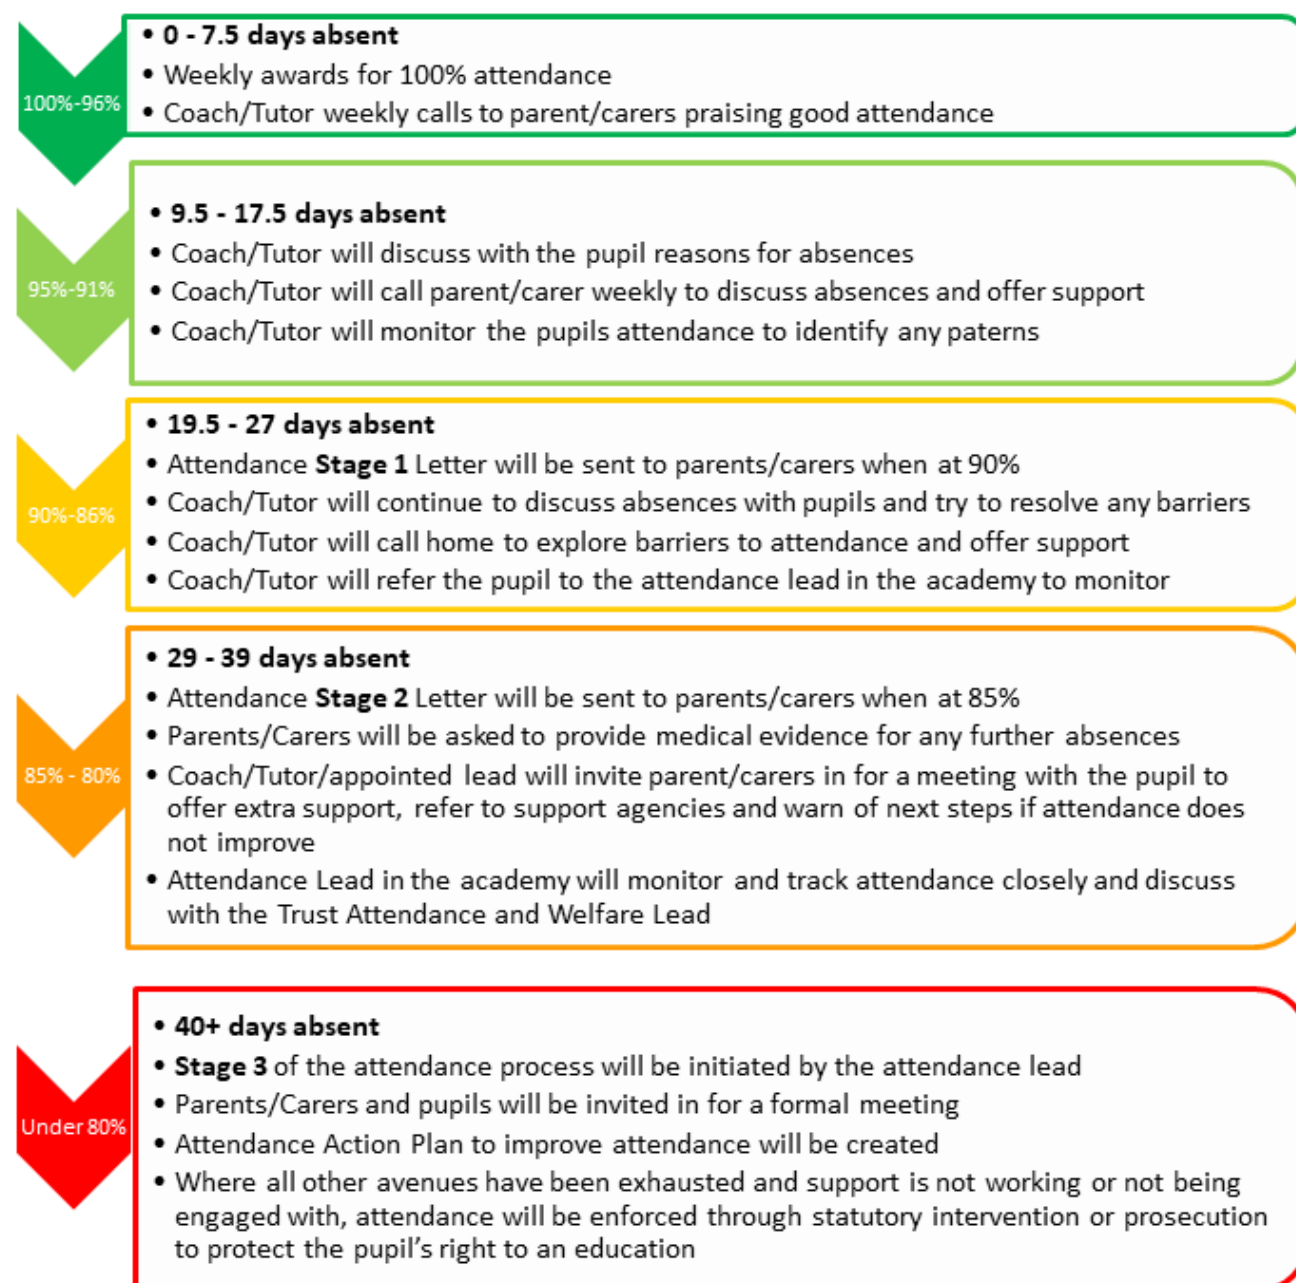 100%-96%
• 0 - 7.5 days absent
• Weekly awards for 100% attendance
• Coach/Tutor weekly calls to parent/carers praising good attendance
95%-91%
• 9.5 - 17.5 days absent
• Coach/Tutor will discuss with the pupil reasons for absences
• Coach/Tutor will call parent/carer weekly to discuss absences and offer support
• Coach/Tutor will monitor the pupils attendance to identify any paterns
90%-86%
• 19.5 - 27 days absent
• Attendance Stage 1 Letter will be sent to parents/carers when at 90%
• Coach/Tutor will continue to discuss absences with pupils and try to resolve any barriers
• Coach/Tutor will call home to explore barriers to attendance and offer support
• Coach/Tutor will refer the pupil to the attendance lead in the academy to monitor
85% - 80%
• 29 - 39 days absent
• Attendance Stage 2 Letter will be sent to parents/carers when at 85%
• Parents/Carers will be asked to provide medical evidence for any further absences
• Coach/Tutor/appointed lead will invite parent/carers in for a meeting with the pupil to
offer extra support, refer to support agencies and warn of next steps if attendance does
not improve
• Attendance Lead in the academy will monitor and track attendance closely and discuss
with the Trust Attendance and Welfare Lead
Under 80%
• 40+ days absent
• Stage 3 of the attendance process will be initiated by the attendance lead
• Parents/Carers and pupils will be invited in for a formal meeting
• Attendance Action Plan to improve attendance will be created
• Where all other avenues have been exhausted and support is not working or not being
engaged with, attendance will be enforced through statutory intervention or prosecution
to protect the pupil's right to an education